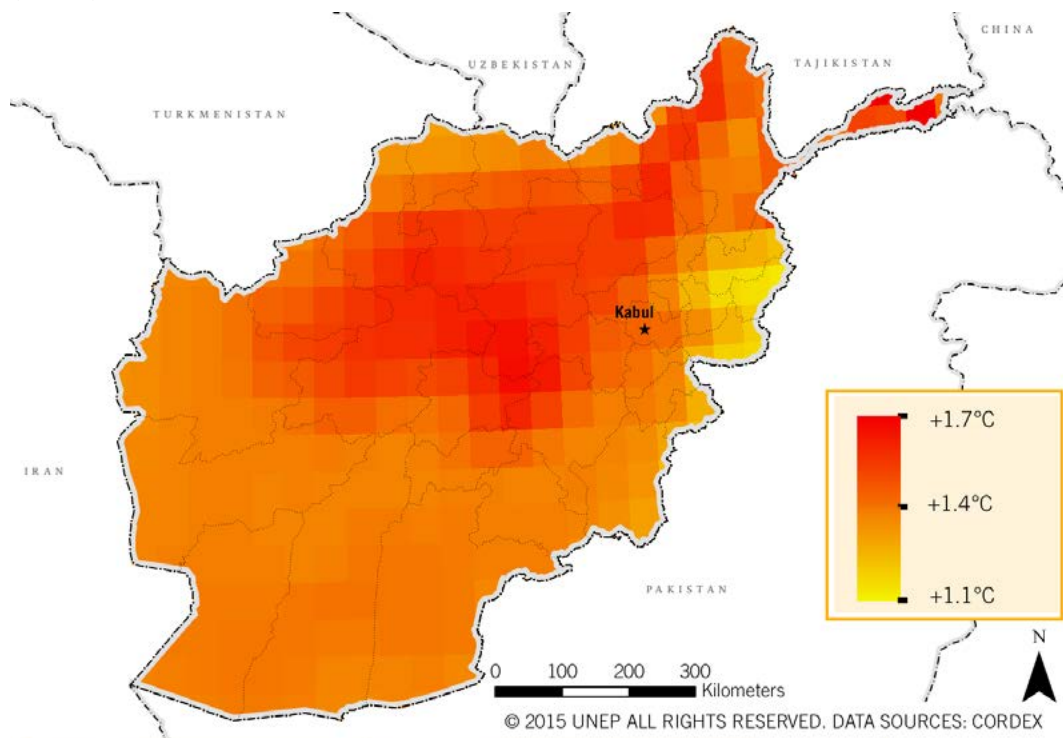 CHINA
UZBEKISTAN
TAJIKISTAN
TURKMENISTAN
Kabul
+1.7°C
IRAN
+1.4°C
PAKISTAN
+1.1°C
N
0 100 200 300
Kilometers
© 2015 UNEP ALL RIGHTS RESERVED. DATA SOURCES: CORDEX